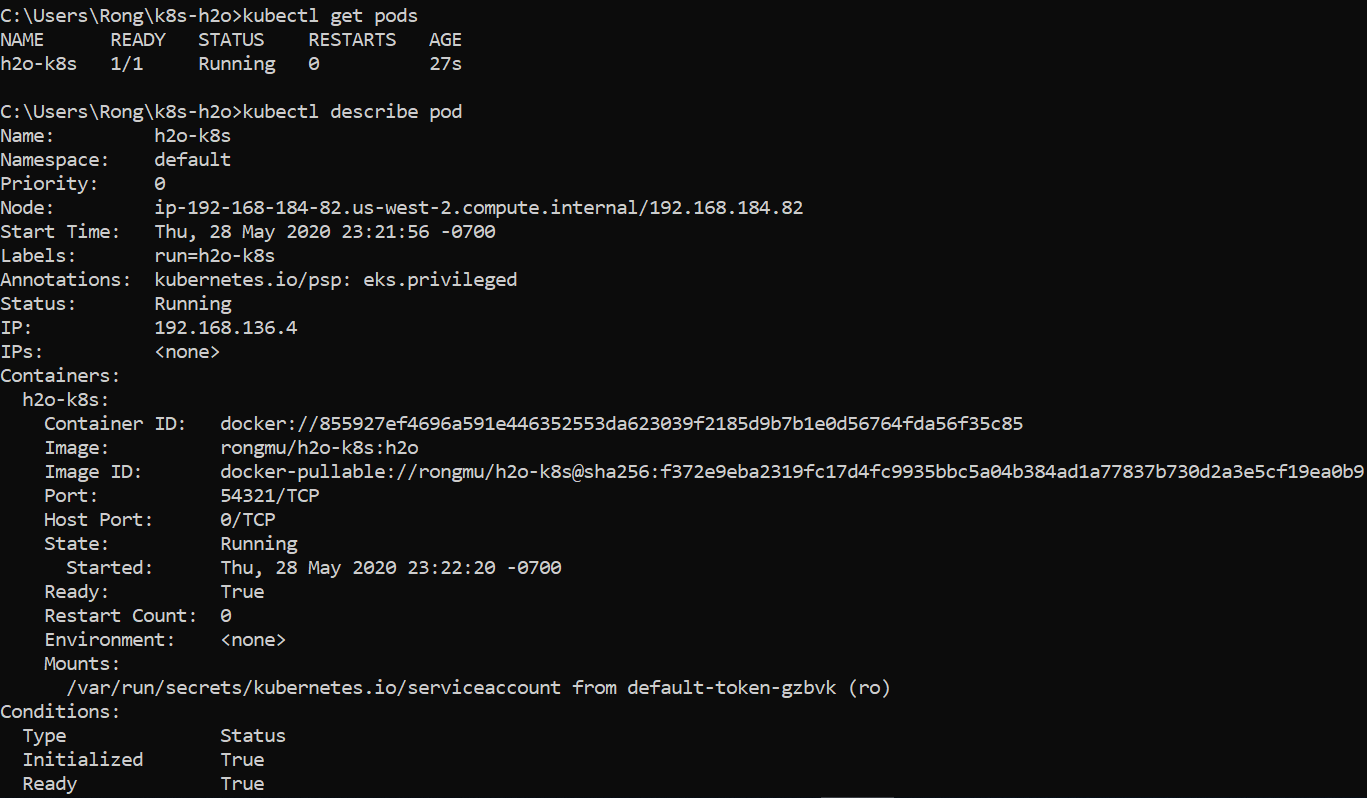 C:\Users\Rong\k8s-h2o>kubectl get pods
NAME      READY   STATUS    RESTARTS   AGE
h2o-k8s   1/1     Running   0          27s

C:\Users\Rong\k8s-h2o>kubectl describe pod
Name:         h2o-k8s
Namespace:    default
Priority:     0
Node:         ip-192-168-184-82.us-west-2.compute.internal/192.168.184.82
Start Time:   Thu, 28 May 2020 23:21:56 -0700
Labels:       run=h2o-k8s
Annotations:  kubernetes.io/psp: eks.privileged
Status:       Running
IP:           192.168.136.4
IPs:          <none>
Containers:
  h2o-k8s:
    Container ID:   docker://855927ef4696a591e446352553da623039f2185d9b7b1e0d56764fda56f35c85
    Image:          rongmu/h2o-k8s:h2o
    Image ID:       docker-pullable://rongmu/h2o-k8s@sha256:f372e9eba2319fc17d4fc9935bbc5a04b384ad1a77837b730d2a3e5cf19ea0b9
    Port:           54321/TCP
    Host Port:      0/TCP
    State:          Running
      Started:      Thu, 28 May 2020 23:22:20 -0700
    Ready:          True
    Restart Count:  0
    Environment:    <none>
    Mounts:
      /var/run/secrets/kubernetes.io/serviceaccount from default-token-gzbvk (ro)
Conditions:
  Type              Status
  Initialized       True
  Ready             True